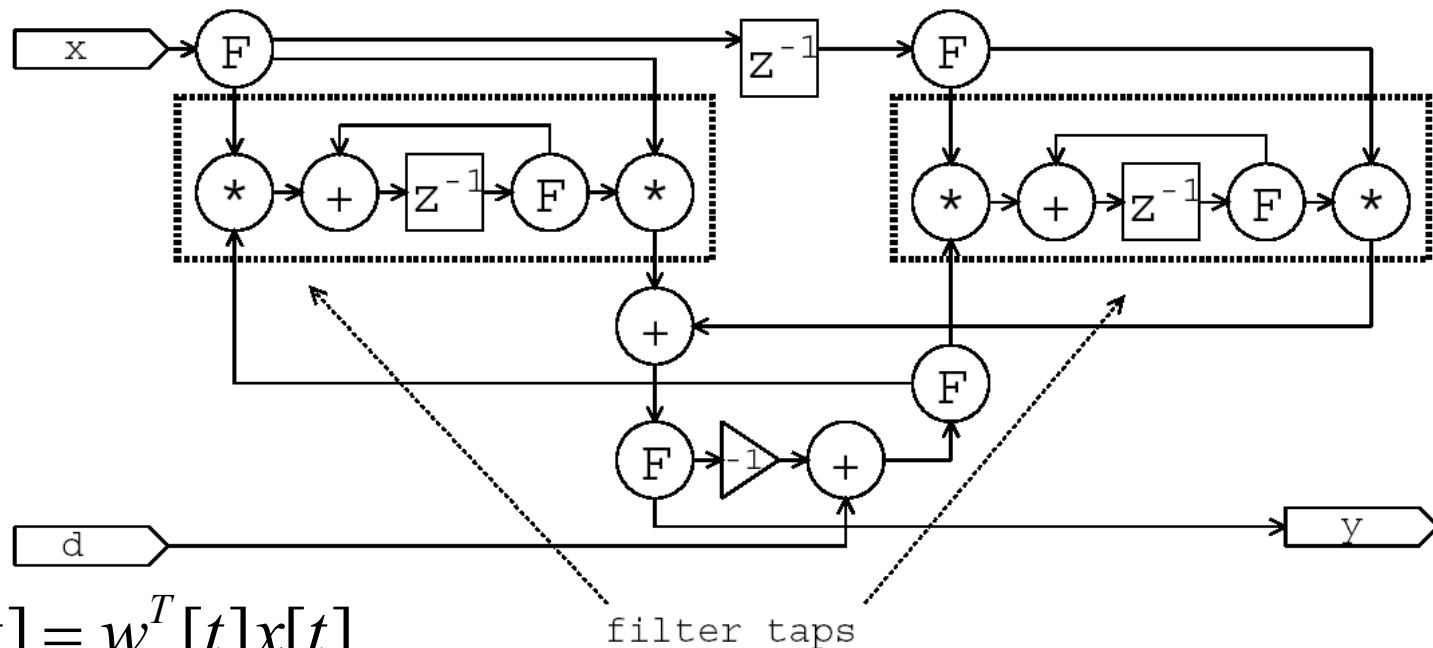 x
F
z^{-1}
F
*
+
z^{-1}
F
*
*
+
z^{-1}
F
*
+
F
F
-1
+
d
y
] = w^T[t]x[t]
filter taps